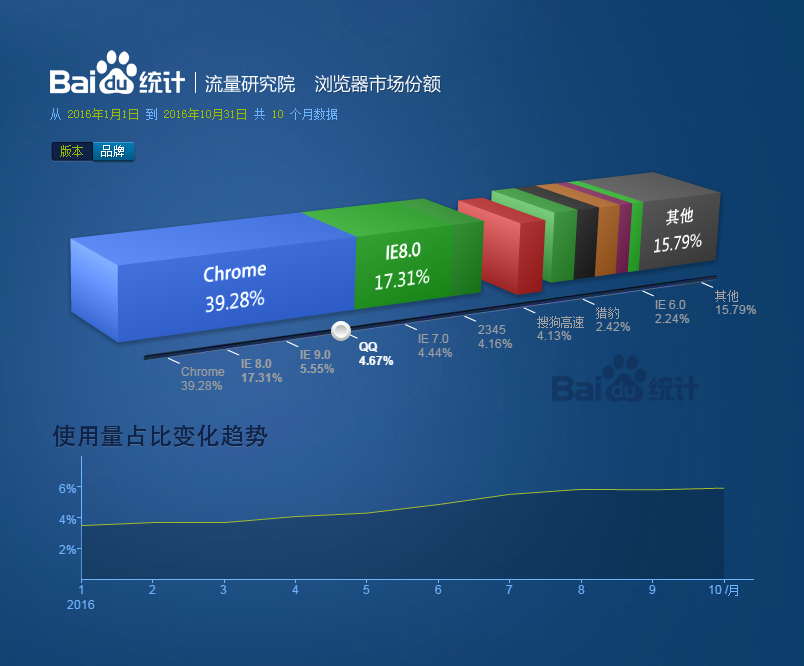 Baidu统计 | 流量研究院 浏览器市场份额
从 2016年1月1日 到 2016年10月31日 共 10 个月数据
版本 品牌
Chrome
39.28%
IE8.0
17.31%
其他
15.79%
Chrome
39.28%
IE 8.0
17.31%
IE 9.0
5.55%
QQ
4.67%
IE 7.0
4.44%
2345
4.16%
搜狗高速
4.13%
猎豹
2.42%
IE 6.0
2.24%
其他
15.79%
Baidu统计
使用量占比变化趋势
6%
4%
2%
1 2 3 4 5 6 7 8 9 10 /月
2016